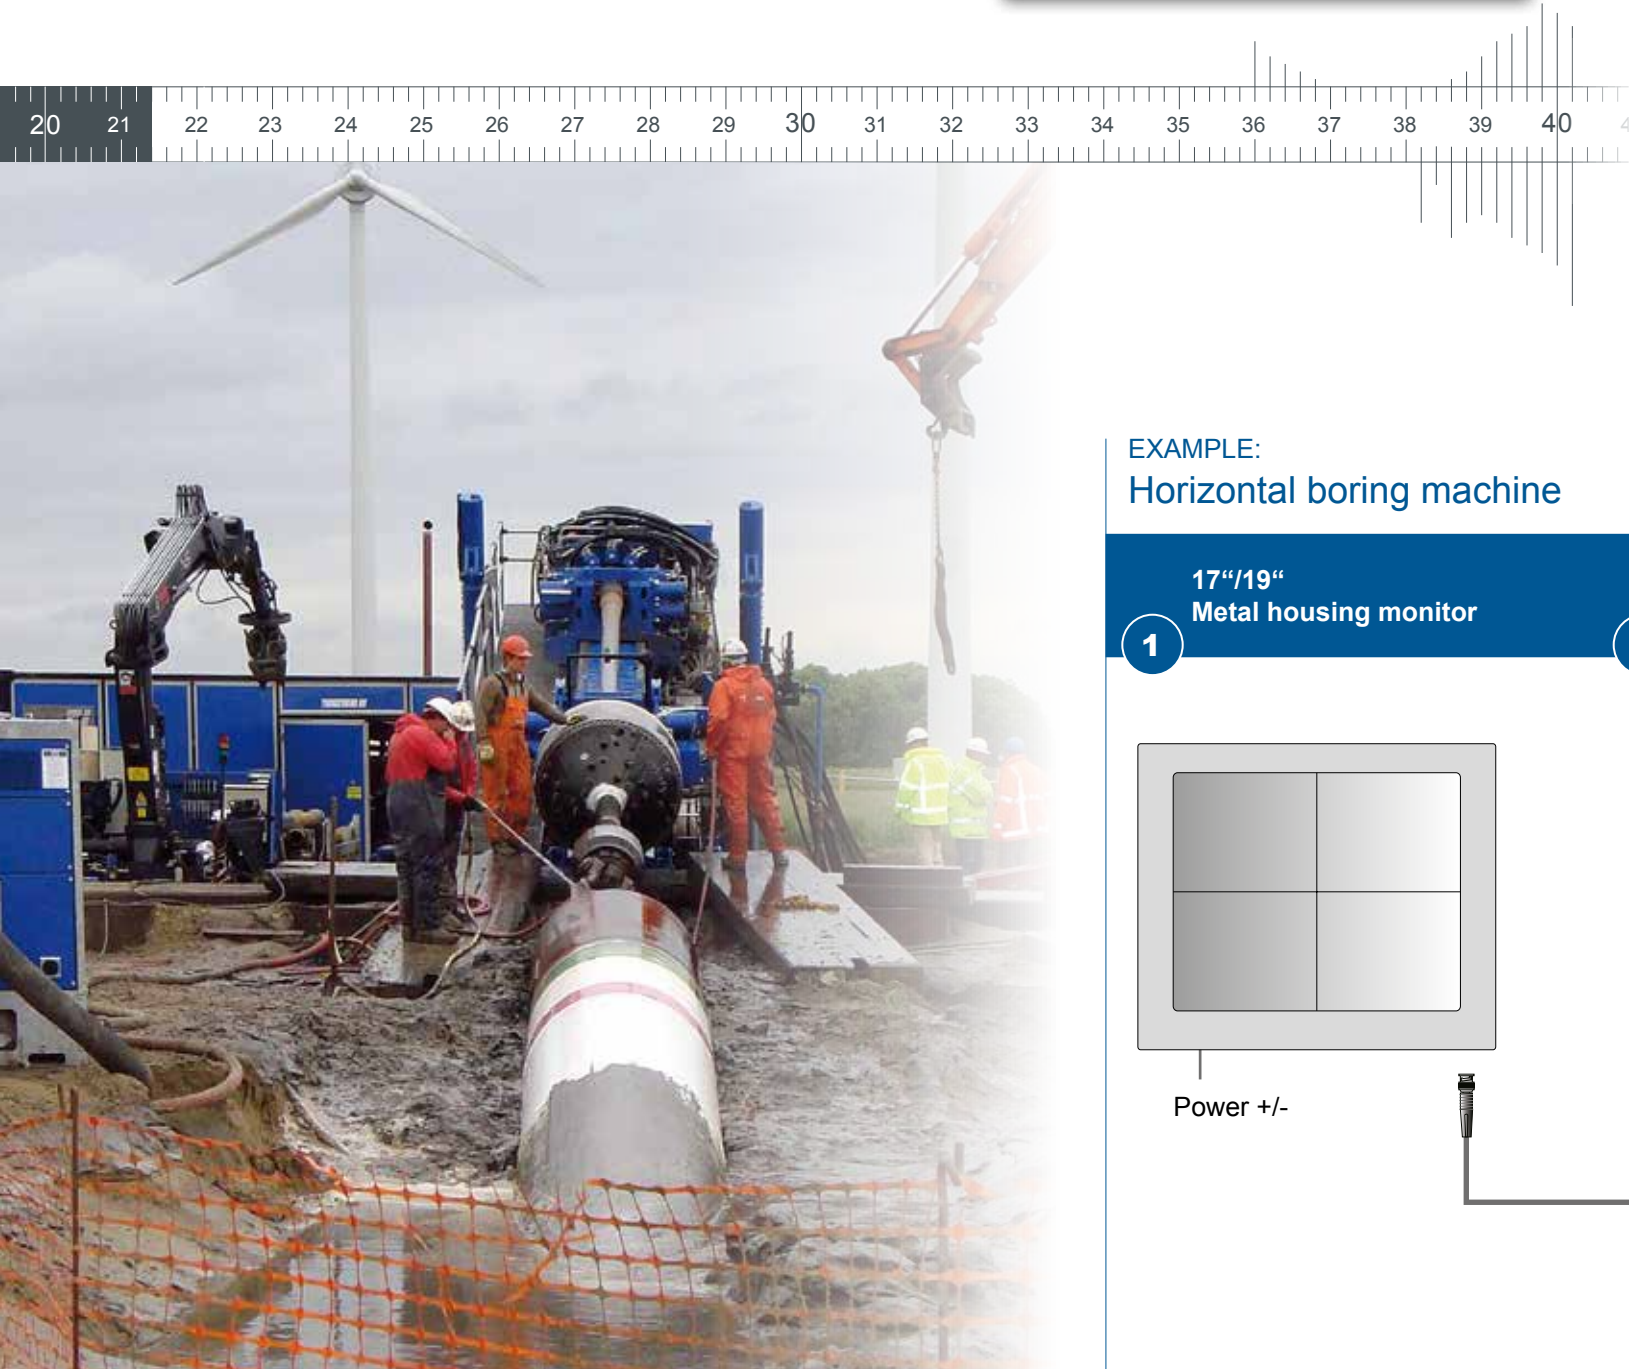 20 21 22 23 24 25 26 27 28 29 30 31 32 33 34 35 36 37 38 39 40
EXAMPLE:
Horizontal boring machine
17“/19“
Metal housing monitor
1
Power +/-